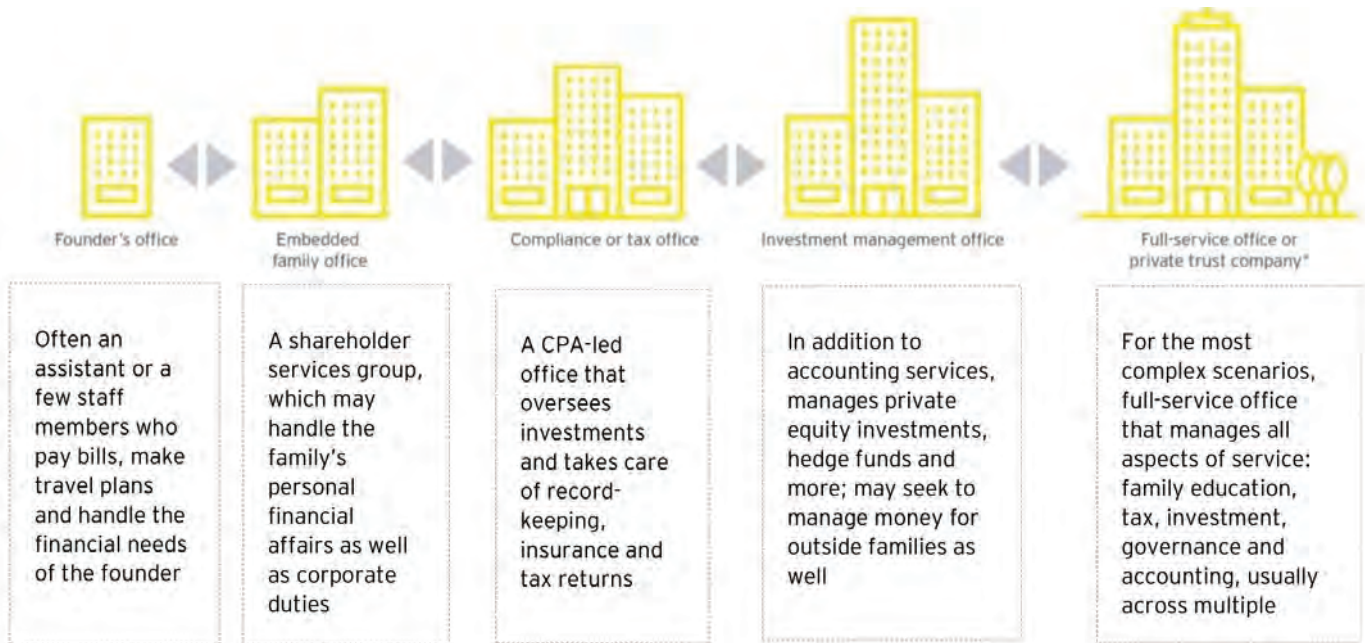 Founder's office
Embedded
family office
Compliance or tax office
Investment management office
Full-service office or
private trust company*
Often an
assistant or a
few staff
members who
pay bills, make
travel plans
and handle the
financial needs
of the founder
A shareholder
services group,
which may
handle the
family's
personal
financial
affairs as well
as corporate
duties
A CPA-led
office that
oversees
investments
and takes care
of record-
keeping,
insurance and
tax returns
In addition to
accounting services,
manages private
equity investments,
hedge funds and
more; may seek to
manage money for
outside families as
well
For the most
complex scenarios,
full-service office
that manages all
aspects of service:
family education,
tax, investment,
governance and
accounting, usually
across multiple